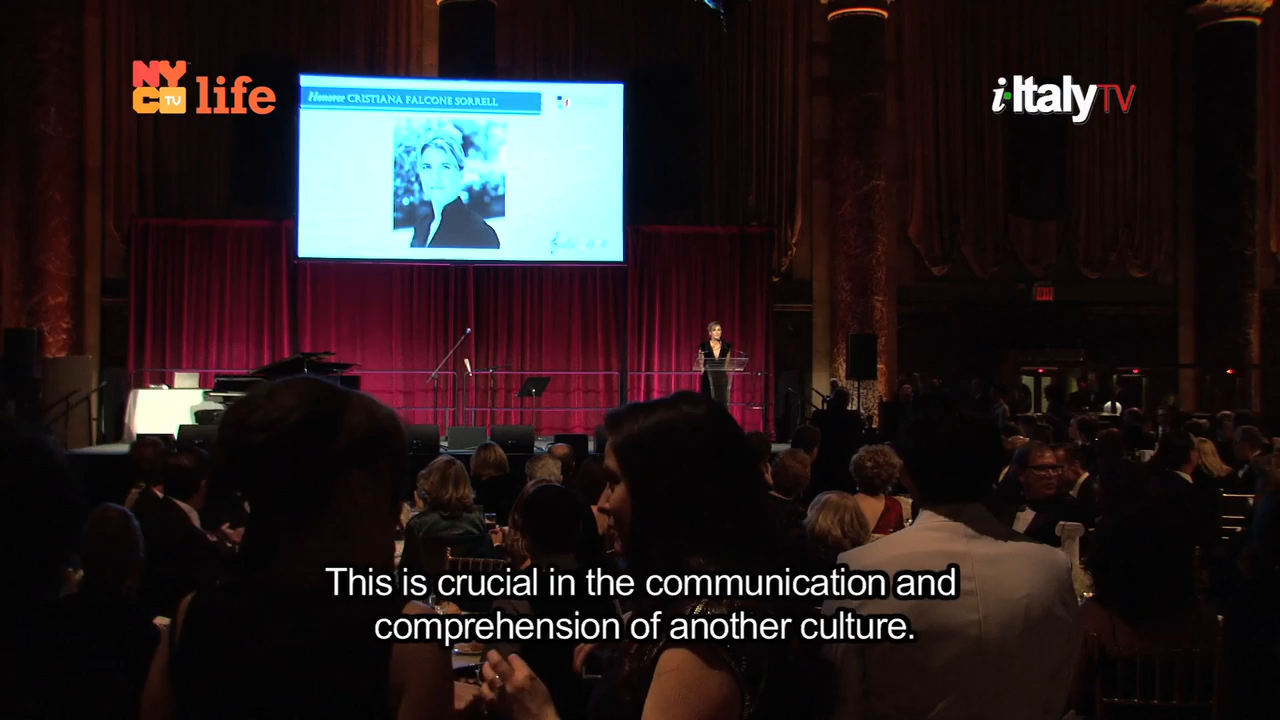 NYC TV life
i-ItalyTV
Honoree CRISTIANA FALCONE SORRELL
EXIT
This is crucial in the communication and
comprehension of another culture.